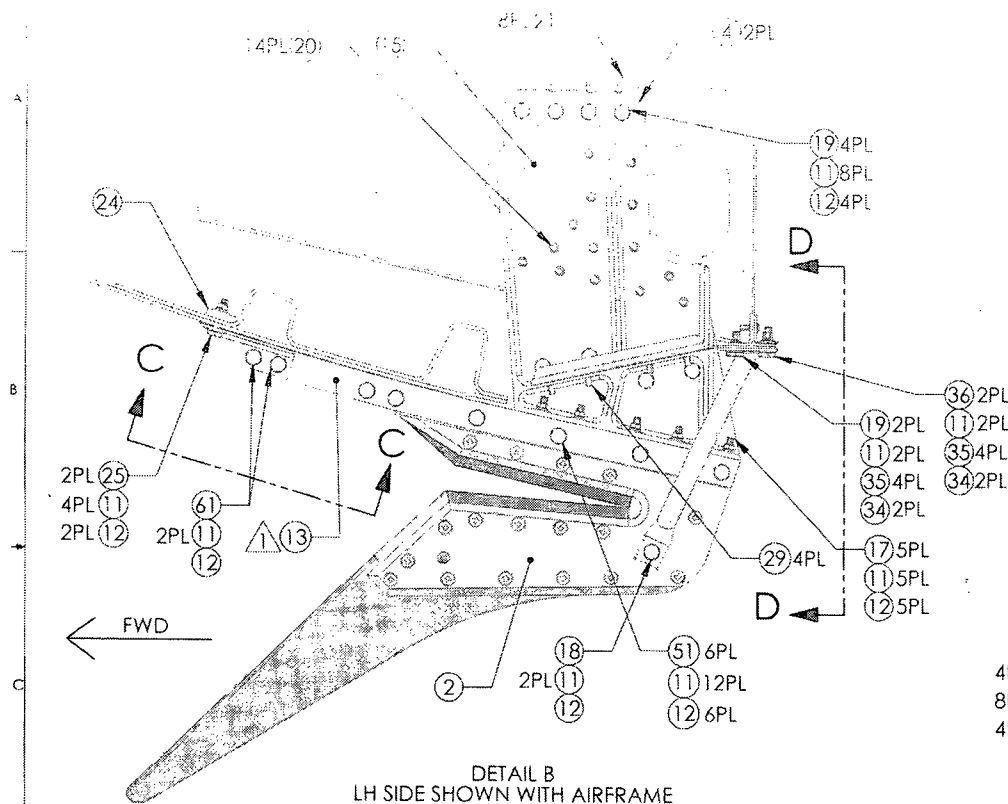 14PL 20
15
2PL
A
19 4PL
11 8PL
12 4PL
24
D
C
B
36 2PL
19 2PL
11 2PL
11 2PL
35 4PL
35 4PL
34 2PL
34 2PL
C
2PL 25
4PL 11
2PL 12
61
2PL 11
12
1 13
29 4PL
17 5PL
11 5PL
12 5PL
D
FWD
2
18
2PL 11
12
51 6PL
11 12PL
12 6PL
C
4
8
4
DETAIL B
LH SIDE SHOWN WITH AIRFRAME